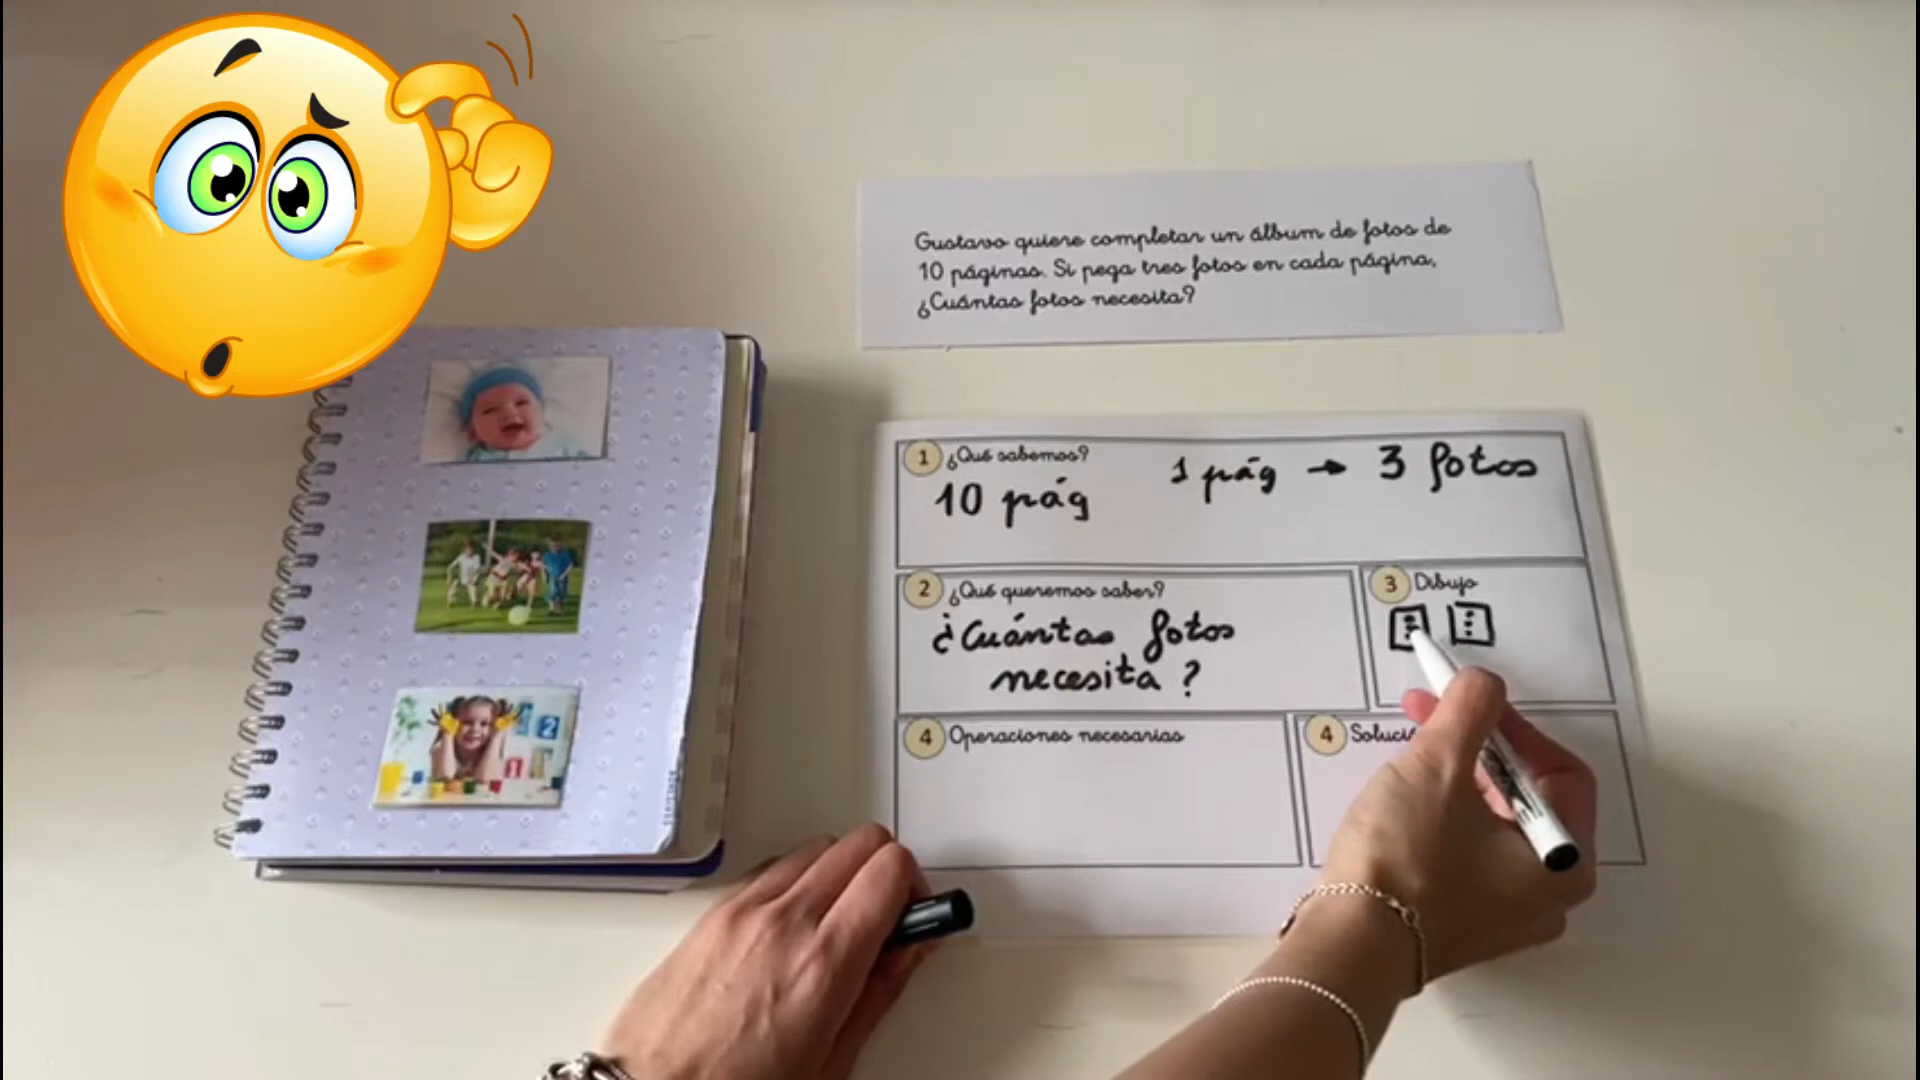 Gustavo quiere completar un álbum de fotos de
10 páginas. Si pega tres fotos en cada página,
¿Cuántas fotos necesita?
1 ¿Qué sabemos?
10 pág
1 pág → 3 fotos
2 ¿Qué queremos saber?
¿Cuántas fotos
necesita?
3 Dibujo
4 Operaciones necesarias
4